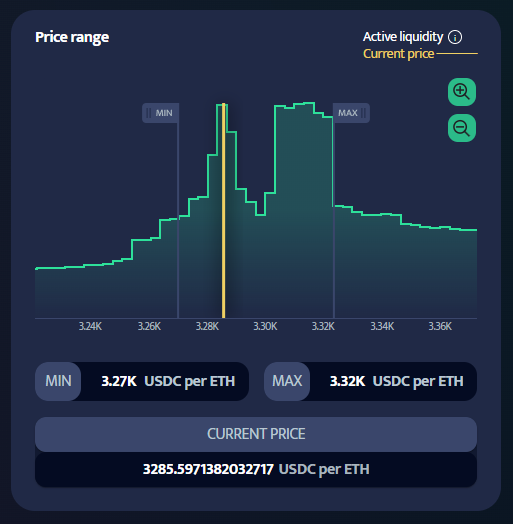 Price range
Active liquidity
Current price
MIN
MAX
3.24K 3.26K 3.28K 3.30K 3.32K 3.34K 3.36K
MIN 3.27K USDC per ETH MAX 3.32K USDC per ETH
CURRENT PRICE
3285.5971382032717 USDC per ETH